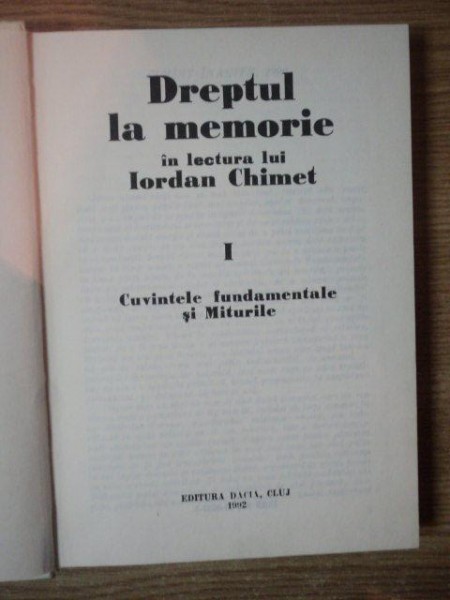 Dreptul
la memorie
în lectura lui
Iordan Chimet
I
Cuvintele fundamentale
și Miturile
EDITURA DACIA, CLUJ
1992